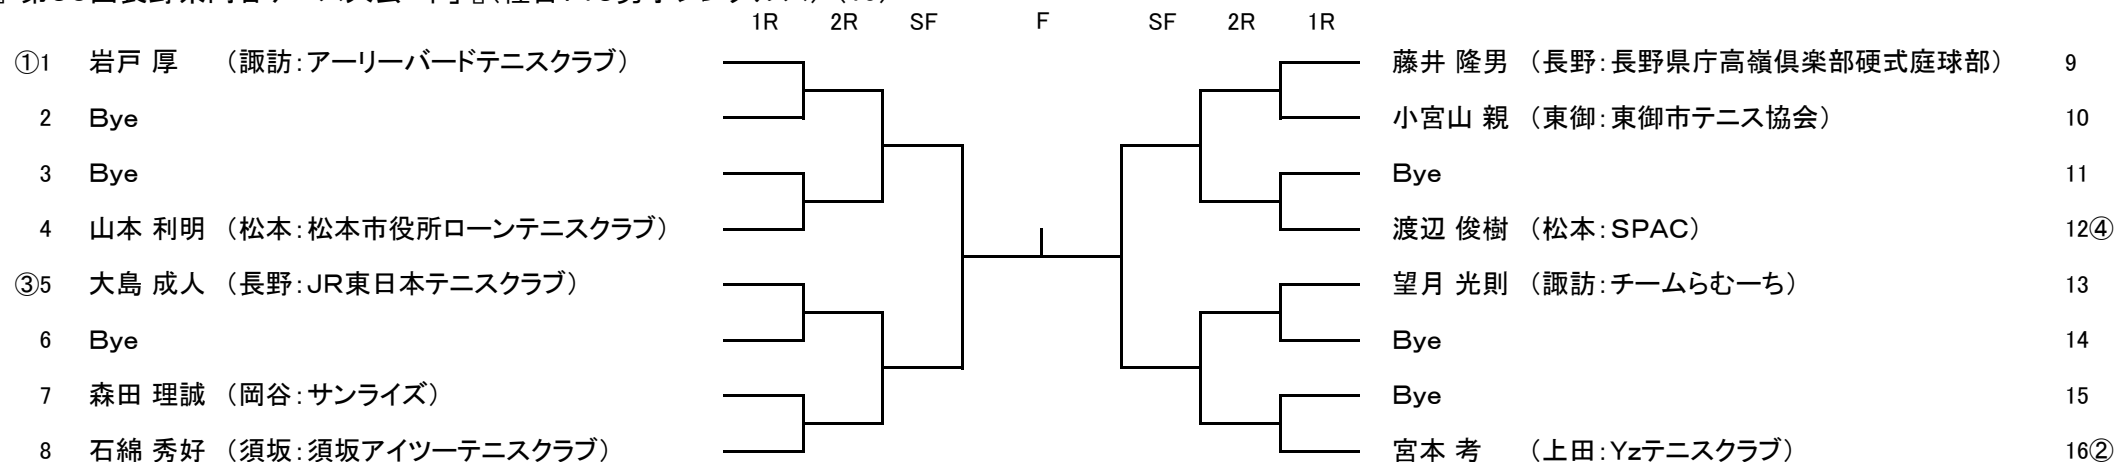 1R 2R SF F SF 2R 1R
①1 岩戸 厚 （諏訪：アーリーバードテニスクラブ）
2 Bye
3 Bye
4 山本 利明 （松本：松本市役所ローンテニスクラブ）
③5 大島 成人 （長野：JR東日本テニスクラブ）
6 Bye
7 森田 理誠 （岡谷：サンライズ）
8 石綿 秀好 （須坂：須坂アイツーテニスクラブ）
藤井 隆男 （長野：長野県庁高嶺倶楽部硬式庭球部） 9
小宮山 親 （東御：東御市テニス協会） 10
Bye 11
渡辺 俊樹 （松本：SPAC） 12④
望月 光則 （諏訪：チームらむーち） 13
Bye 14
Bye 15
宮本 考 （上田：Yzテニスクラブ） 16②